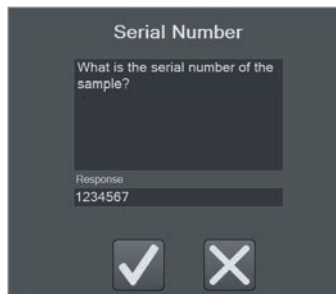 Serial Number
What is the serial number of the
sample?
Response
1234567